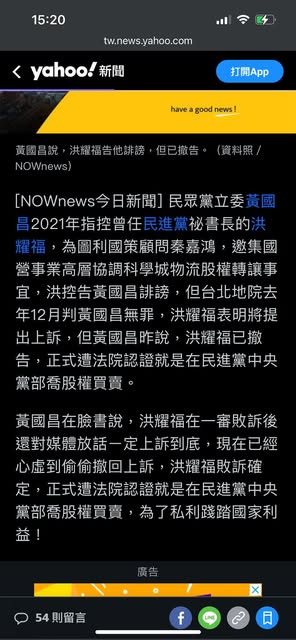 15:20
tw.news.yahoo.com
yahoo!新聞
打開App
have a good news!
黃國昌說，洪耀福告他誹謗，但已撤告。（資料照 /
NOWnews）
[NOWnews今日新聞] 民眾黨立委黃國
昌2021年指控曾任民進黨祕書長的洪
耀福，為圖利國策顧問秦嘉鴻，邀集國
營事業高層協調科學城物流股權轉讓事
宜，洪控告黃國昌誹謗，但台北地院去
年12月判黃國昌無罪，洪耀福表明將提
出上訴，但黃國昌昨說，洪耀福已撤
告，正式遭法院認證就是在民進黨中央
黨部喬股權買賣。
黃國昌在臉書說，洪耀福在一審敗訴後
還對媒體放話一定上訴到底，現在已經
心虛到偷偷撤回上訴，洪耀福敗訴確
定，正式遭法院認證就是在民進黨中央
黨部喬股權買賣，為了私利踐踏國家利
益！
廣告
54 則留言
LINE